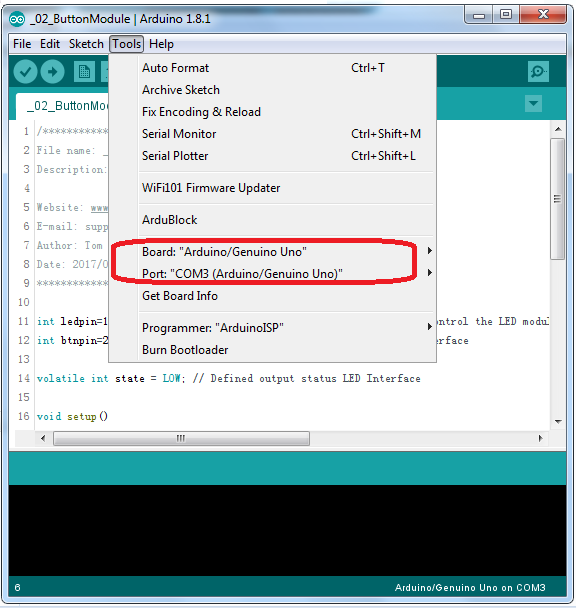 _02_ButtonModule | Arduino 1.8.1
File Edit Sketch Tools Help
Auto Format Ctrl+T
Archive Sketch
Fix Encoding & Reload
Serial Monitor Ctrl+Shift+M
Serial Plotter Ctrl+Shift+L
WiFi101 Firmware Updater
ArduBlock
Board: "Arduino/Genuino Uno"
Port: "COM3 (Arduino/Genuino Uno)"
Get Board Info
Programmer: "ArduinoISP"
Burn Bootloader
_02_ButtonMo
1 /************
2 File name: _
3 Description:
4
5 Website: www
6 E-mail: supp
7 Author: Tom
8 Date: 2017/0
9 ************
10
11 int ledpin=1 ntrol the LED modul
12 int btnpin=2 erface
13
14 volatile int state = LOW; // Defined output status LED Interface
15
16 void setup()
6 Arduino/Genuino Uno on COM3